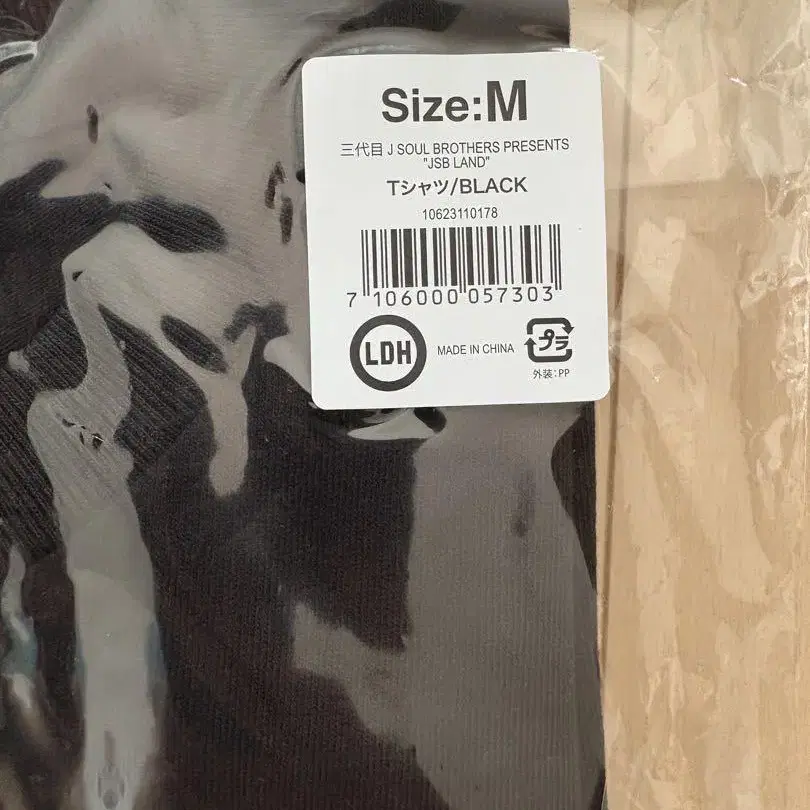 Size:M
三代目 J SOUL BROTHERS PRESENTS
"JSB LAND"
Tシャツ/BLACK
10623110178
7 106000 057303
LDH
MADE IN CHINA
プラ
外装:PP